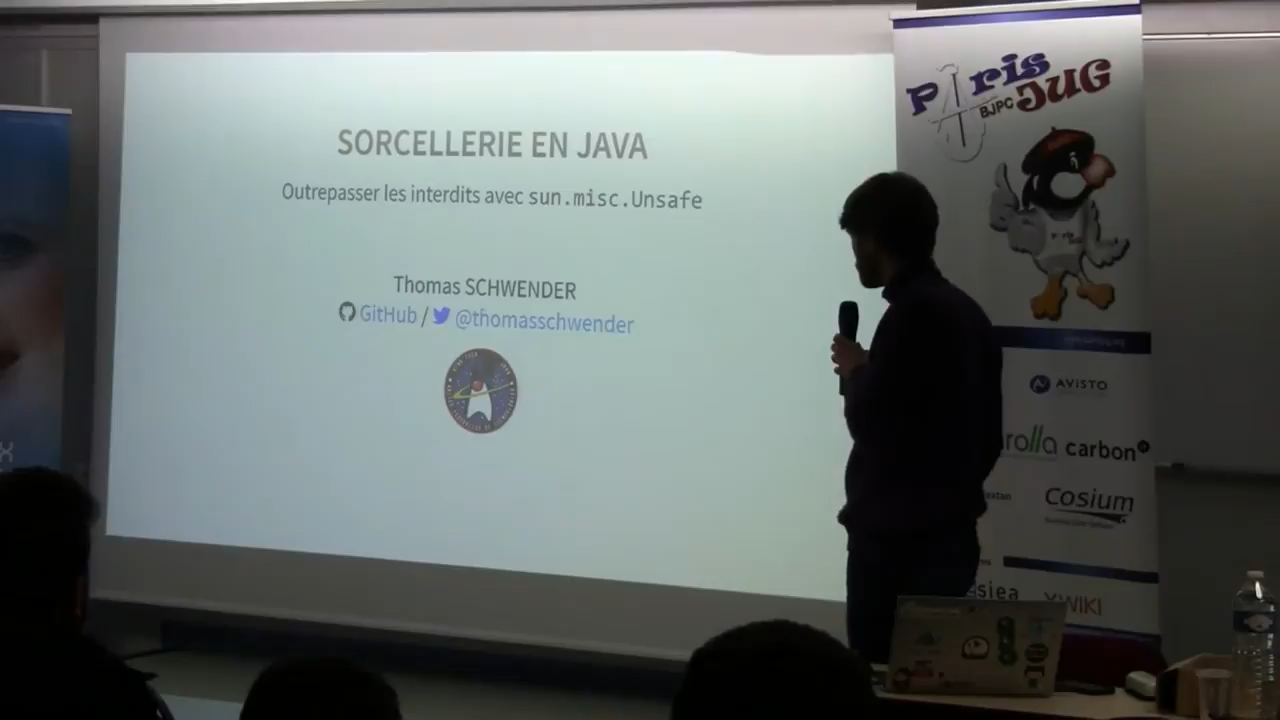 SORCELLERIE EN JAVA
Outrepasser les interdits avec sun.misc.Unsafe
Thomas SCHWENDER
GitHub / @thomasschwender
Paris
BJPC JUG
AVISTO
carbon
Cosium
XWIKI